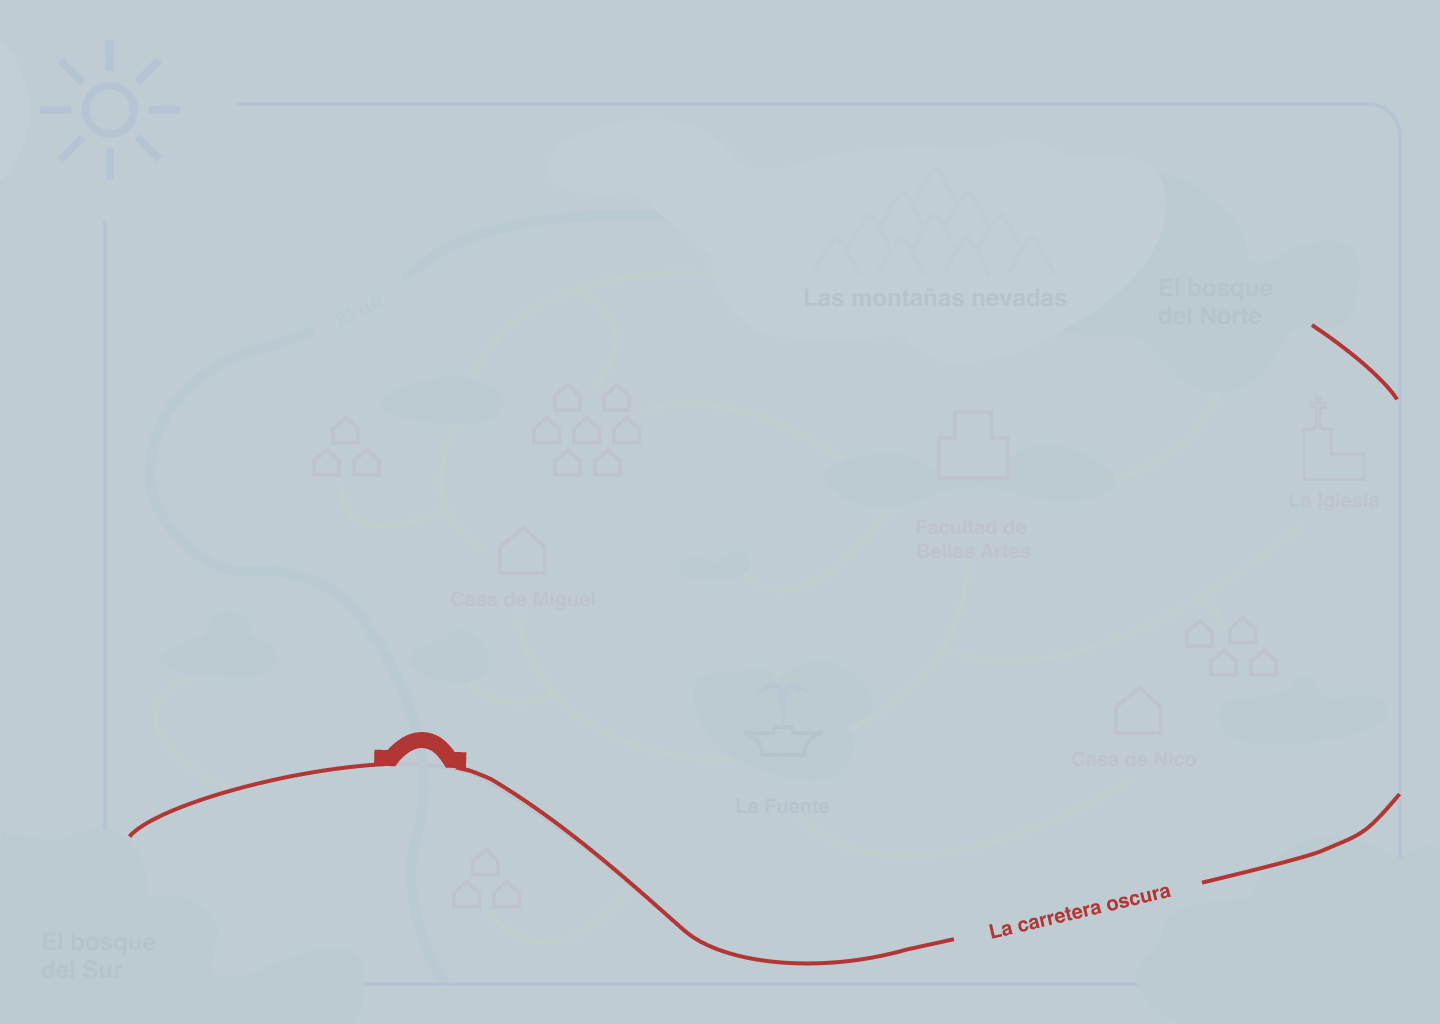 Las montañas nevadas
El bosque
del Norte
El río
La Iglesia
Facultad de
Bellas Artes
Casa de Miguel
Casa de Nico
La Fuente
La carretera oscura
El bosque
del Sur